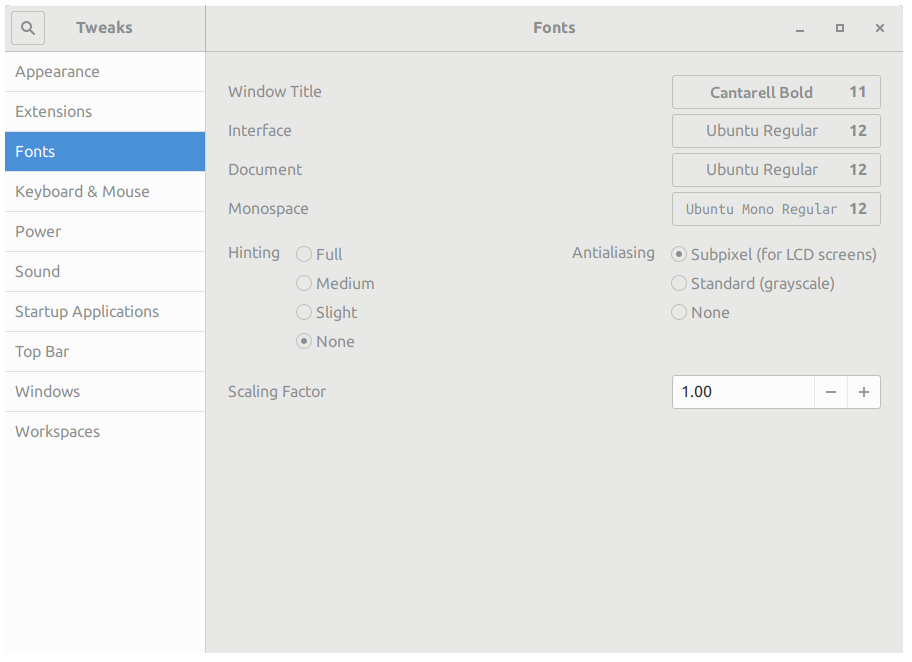 Tweaks
Fonts
Appearance
Extensions
Fonts
Keyboard & Mouse
Power
Sound
Startup Applications
Top Bar
Windows
Workspaces
Window Title Cantarell Bold 11
Interface Ubuntu Regular 12
Document Ubuntu Regular 12
Monospace Ubuntu Mono Regular 12
Hinting
Full
Medium
Slight
None
Antialiasing
Subpixel (for LCD screens)
Standard (grayscale)
None
Scaling Factor 1.00